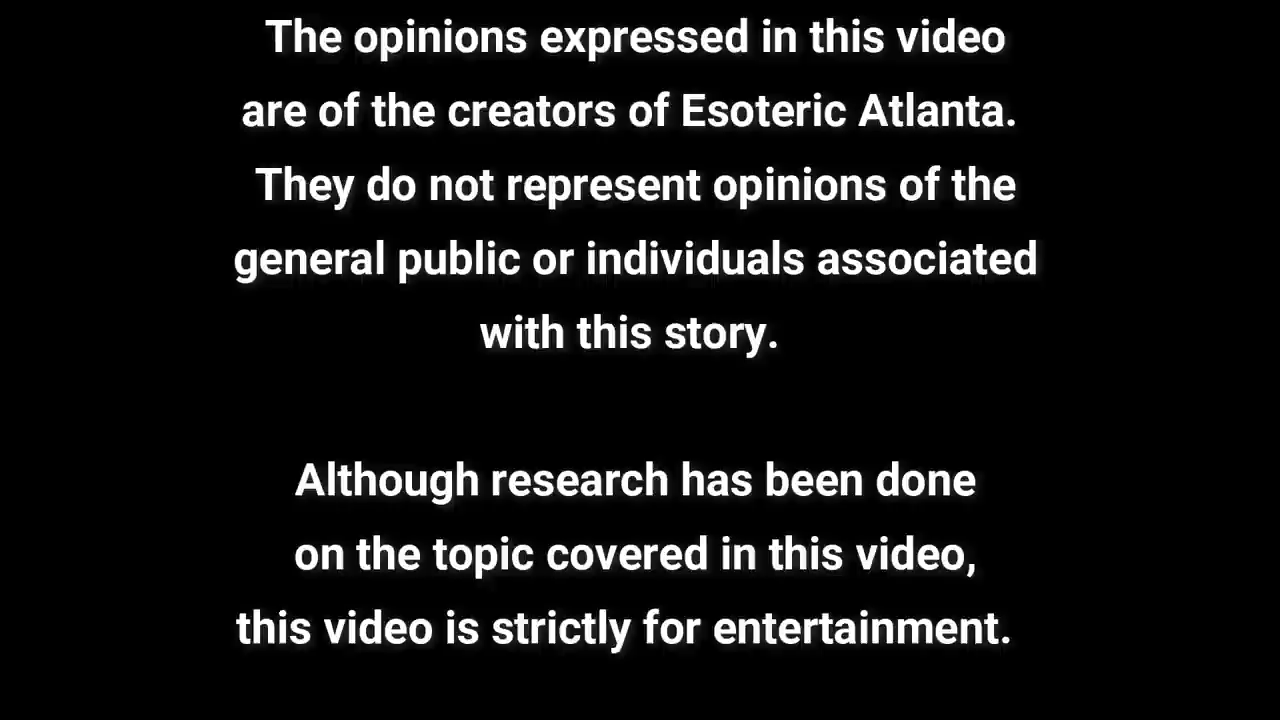 The opinions expressed in this video
are of the creators of Esoteric Atlanta.
They do not represent opinions of the
general public or individuals associated
with this story.
Although research has been done
on the topic covered in this video,
this video is strictly for entertainment.